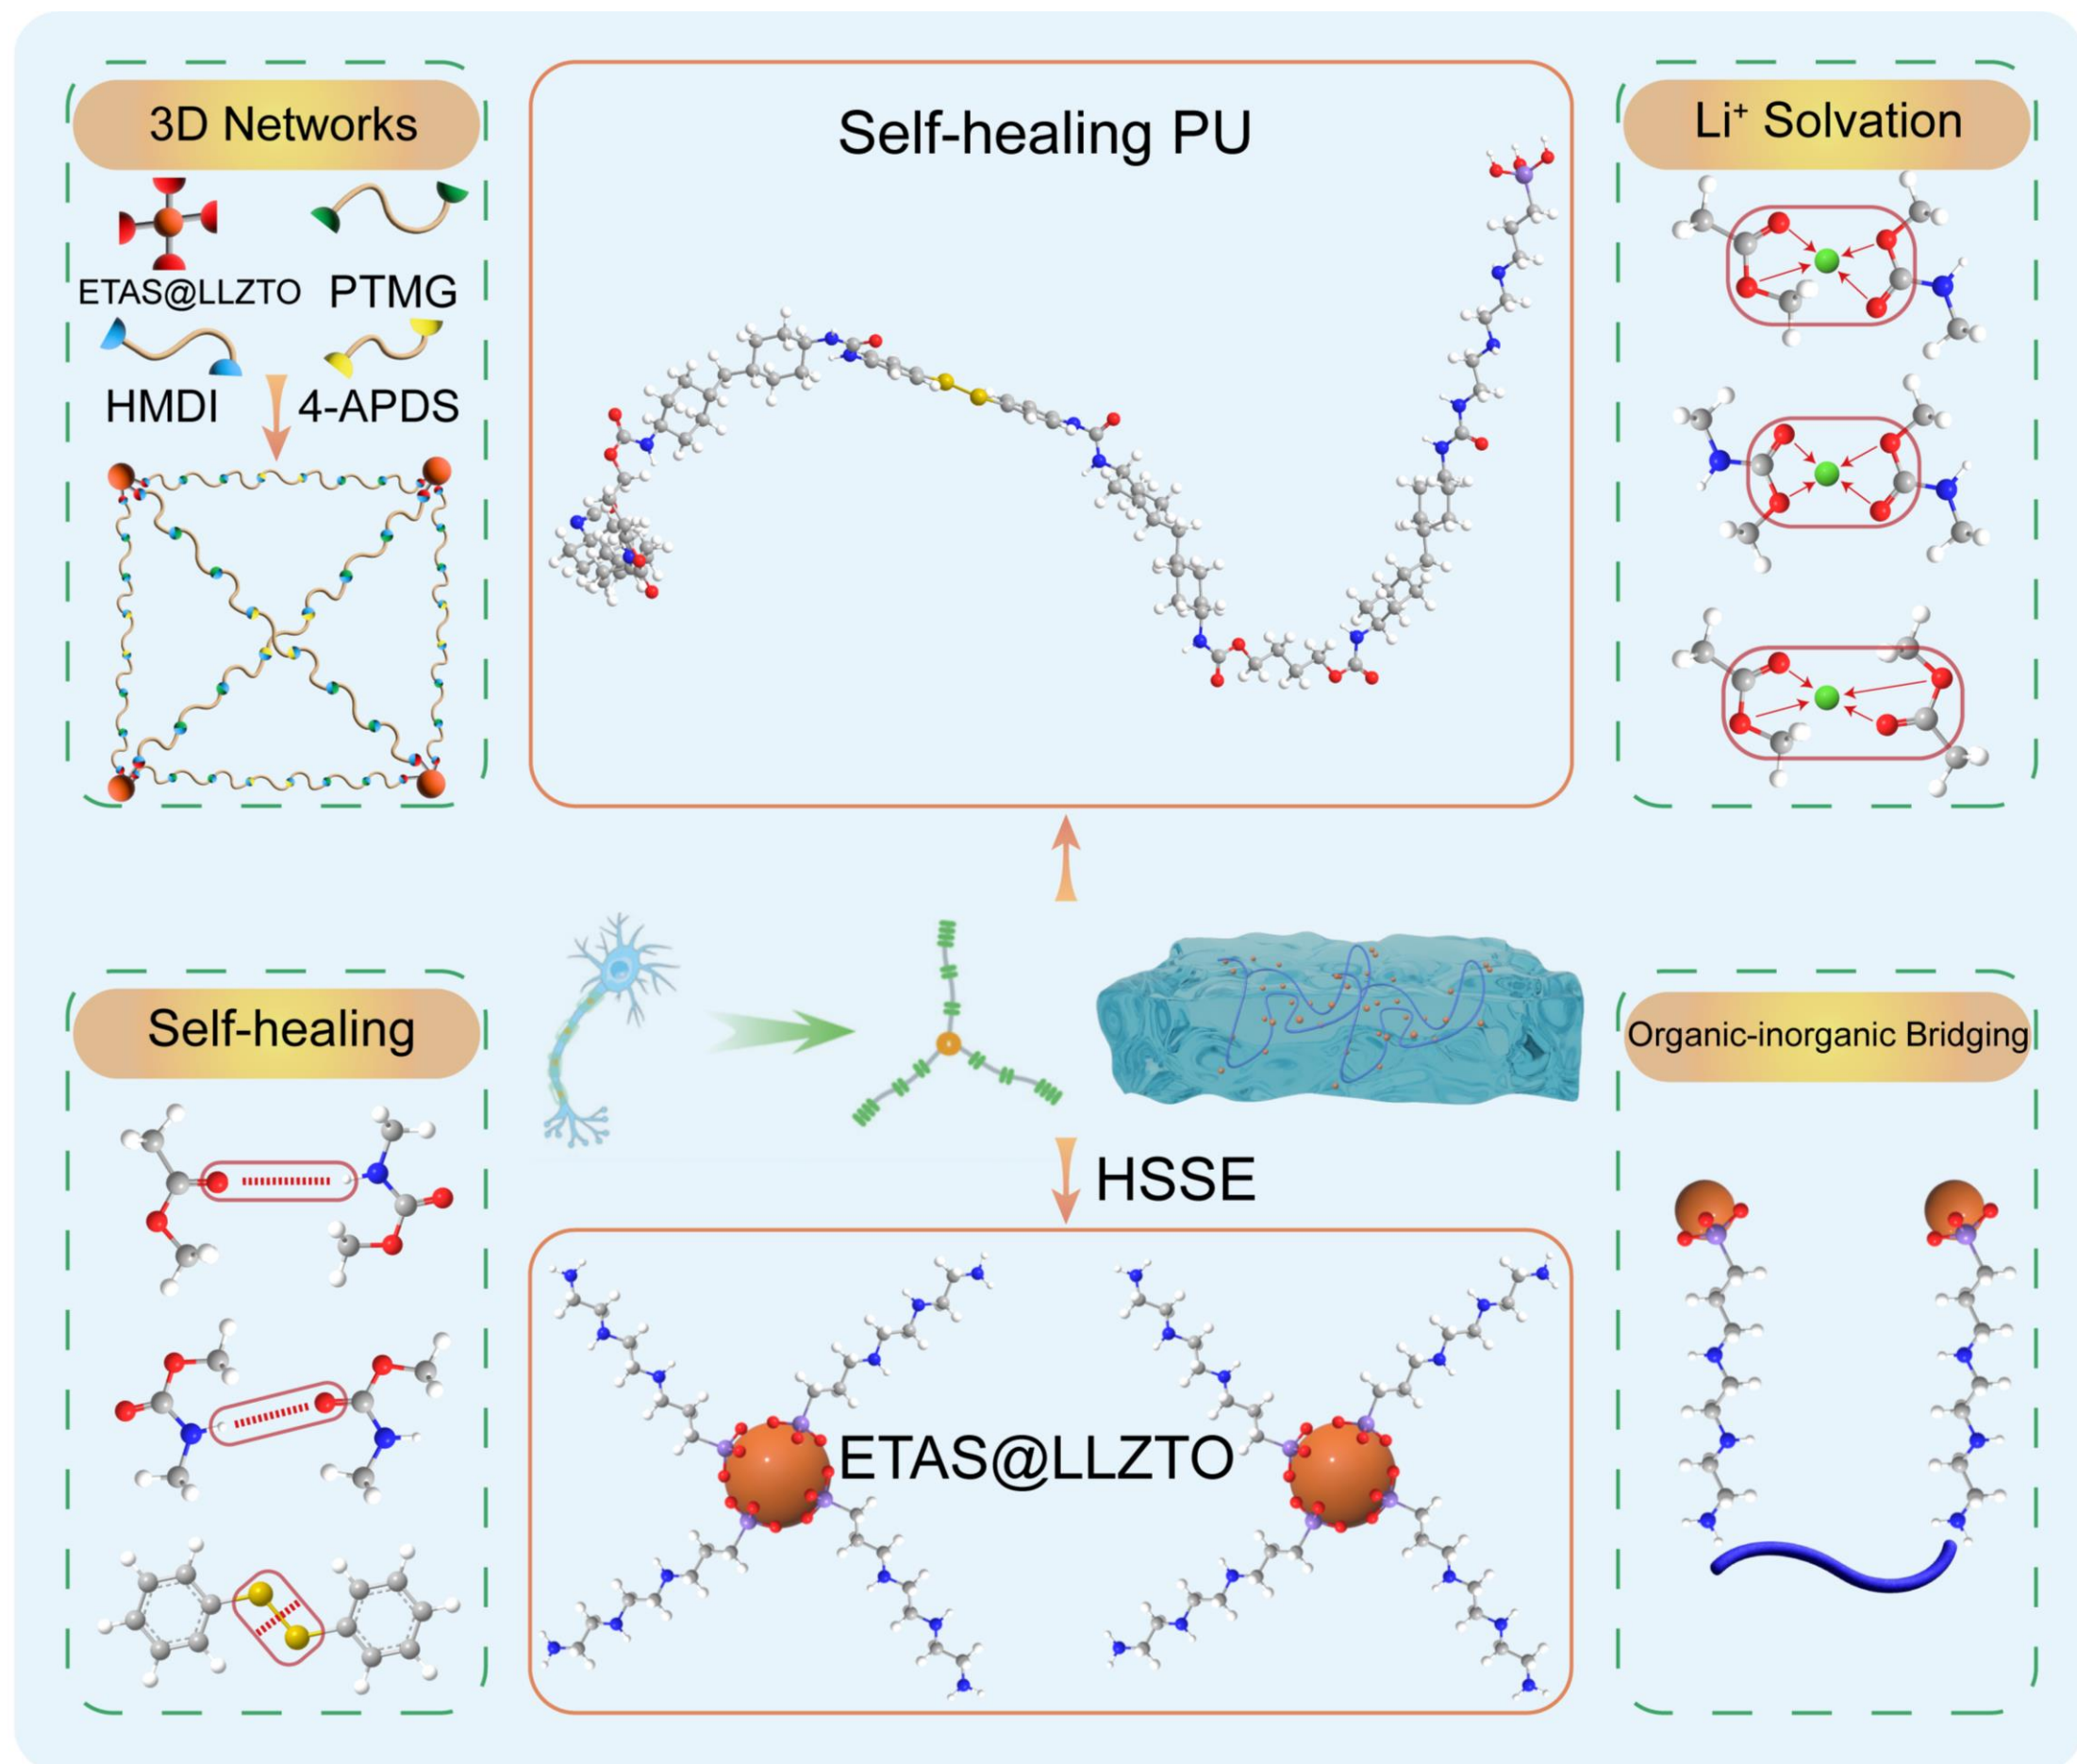 3D Networks
ETAS@LLZTO
PTMG
HMDI
4-APDS
Self-healing PU
Li⁺ Solvation
Self-healing
HSSE
ETAS@LLZTO
Organic-inorganic Bridging